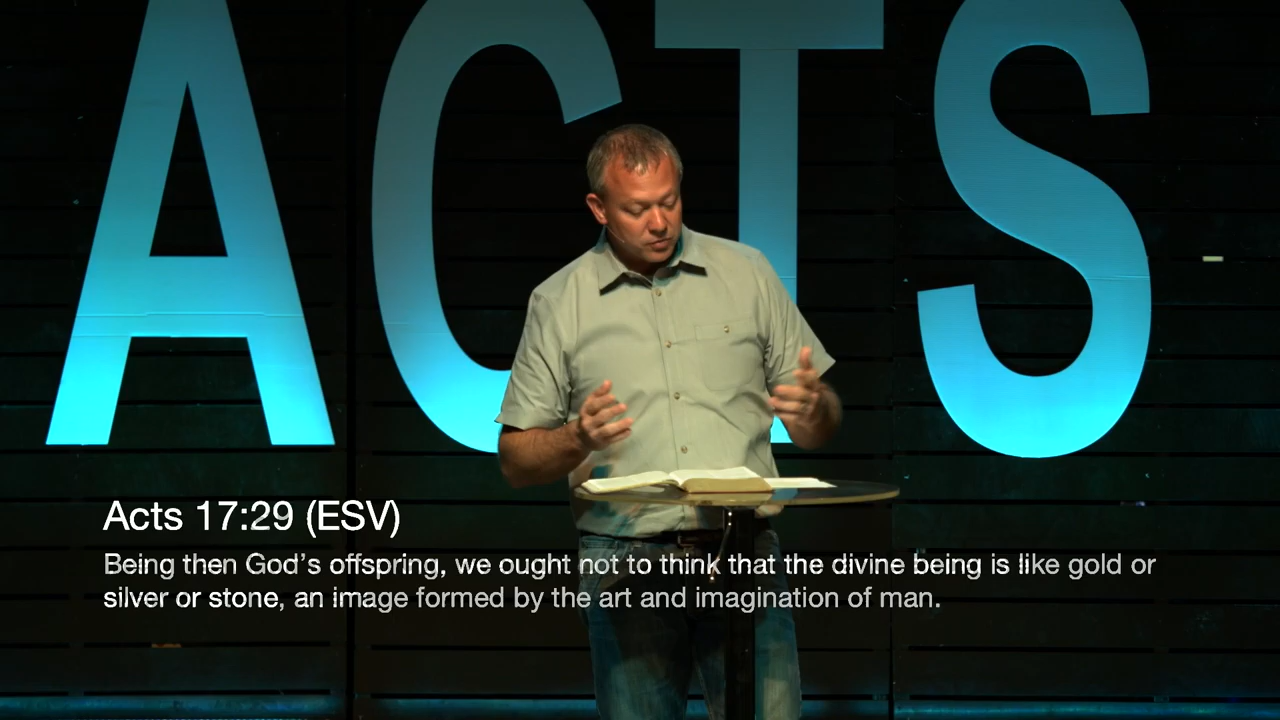 ACTS
Acts 17:29 (ESV)
Being then God’s offspring, we ought not to think that the divine being is like gold or
silver or stone, an image formed by the art and imagination of man.